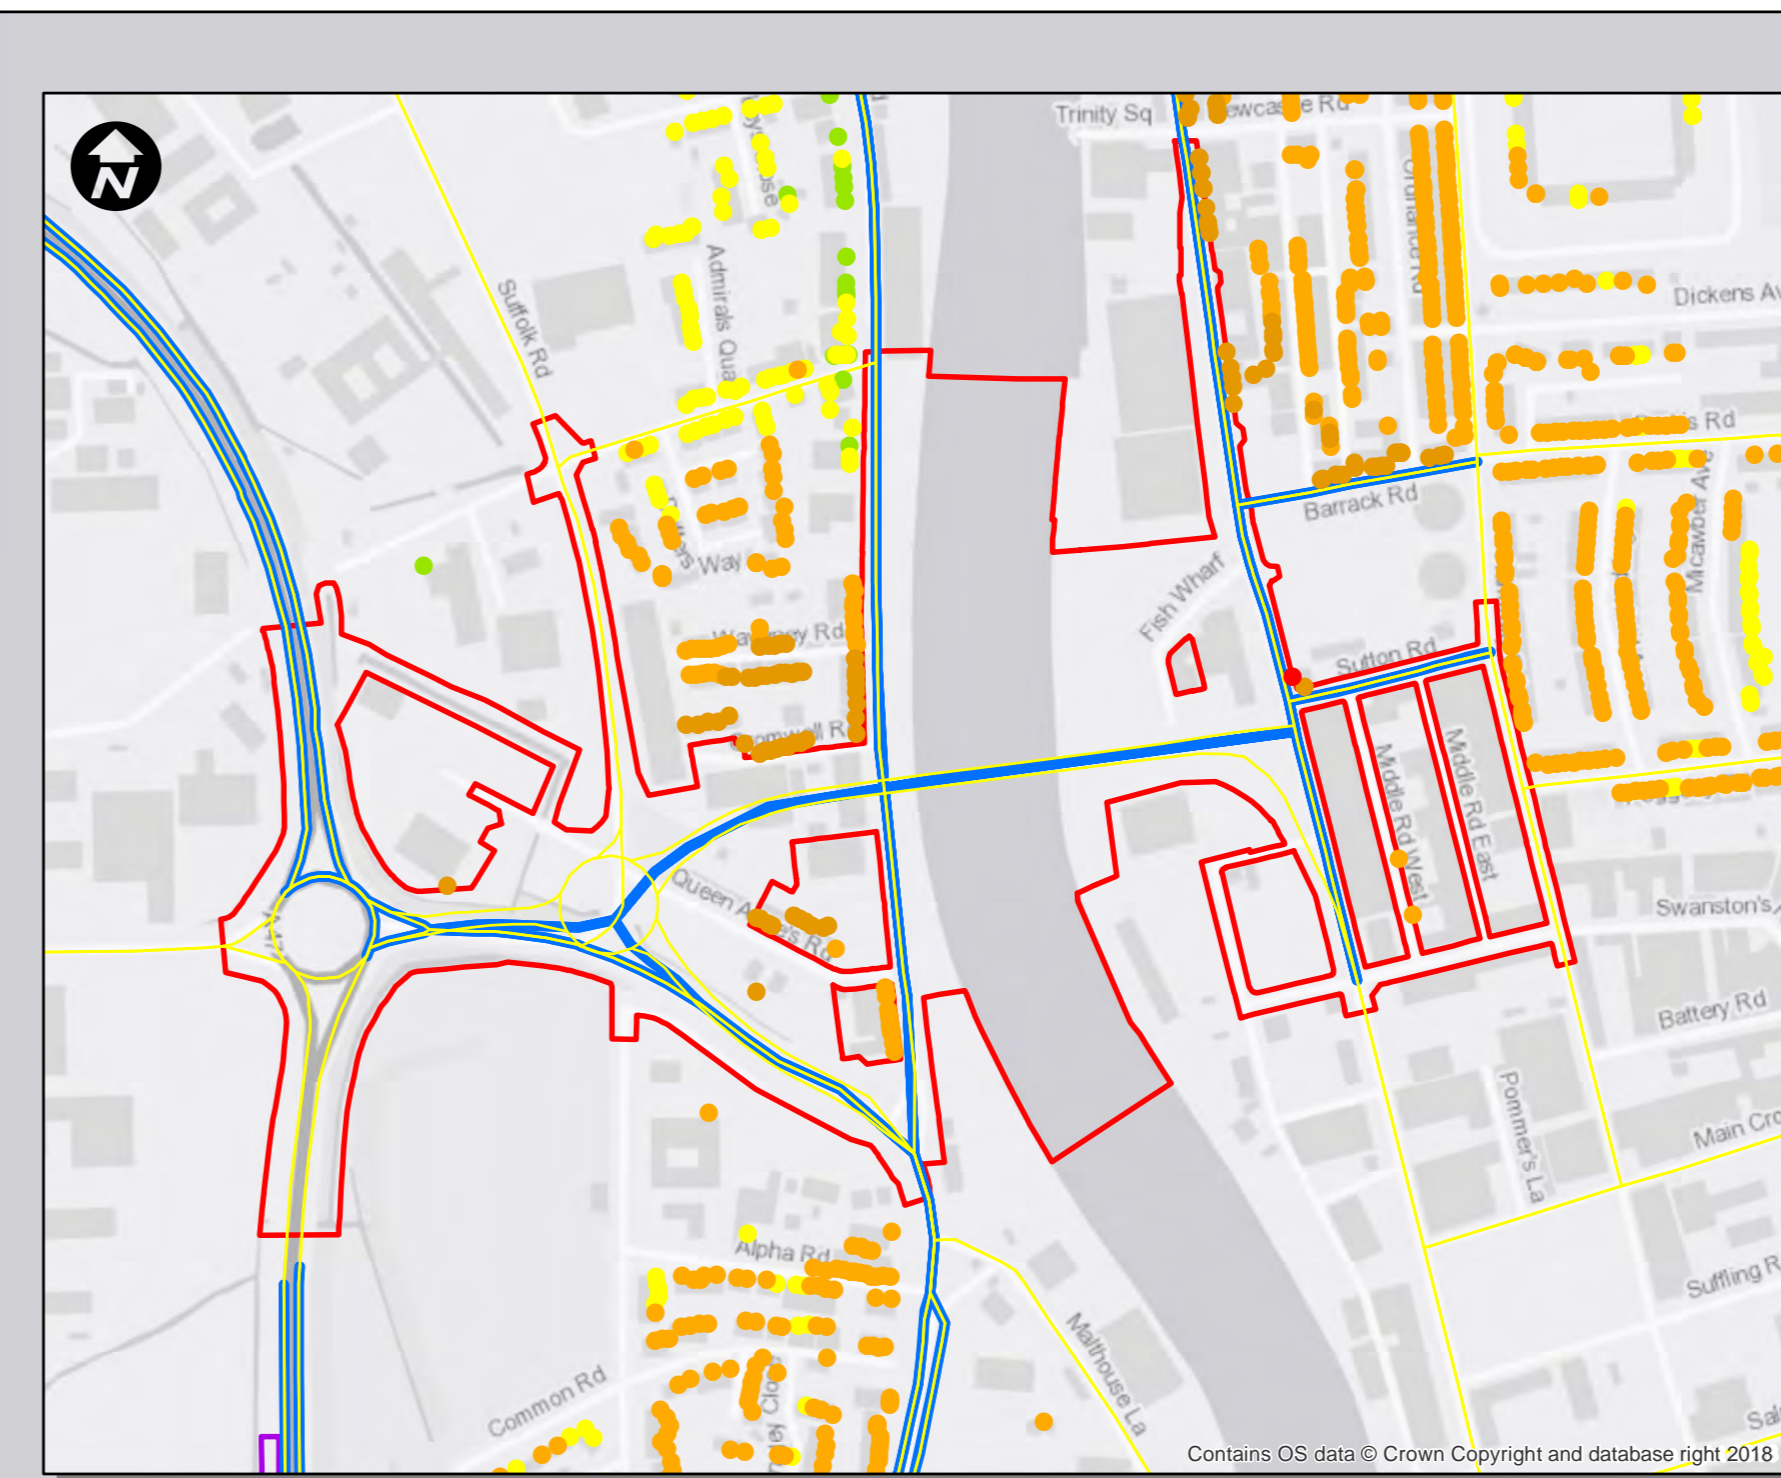 N
Trinity Sq
Ordnance Rd
Suffolk Rd
Admirals Qua
Dickens Av
Barrack Rd
Micawber Ave
Fish Wharf
Way
Sutton Rd
Middle Rd West
Middle Rd East
Swanston's
Battery Rd
Pommer's La
Main Cro
Alpha Rd
Suffling R
Malthouse La
Common Rd
Contains OS data © Crown Copyright and database right 2018